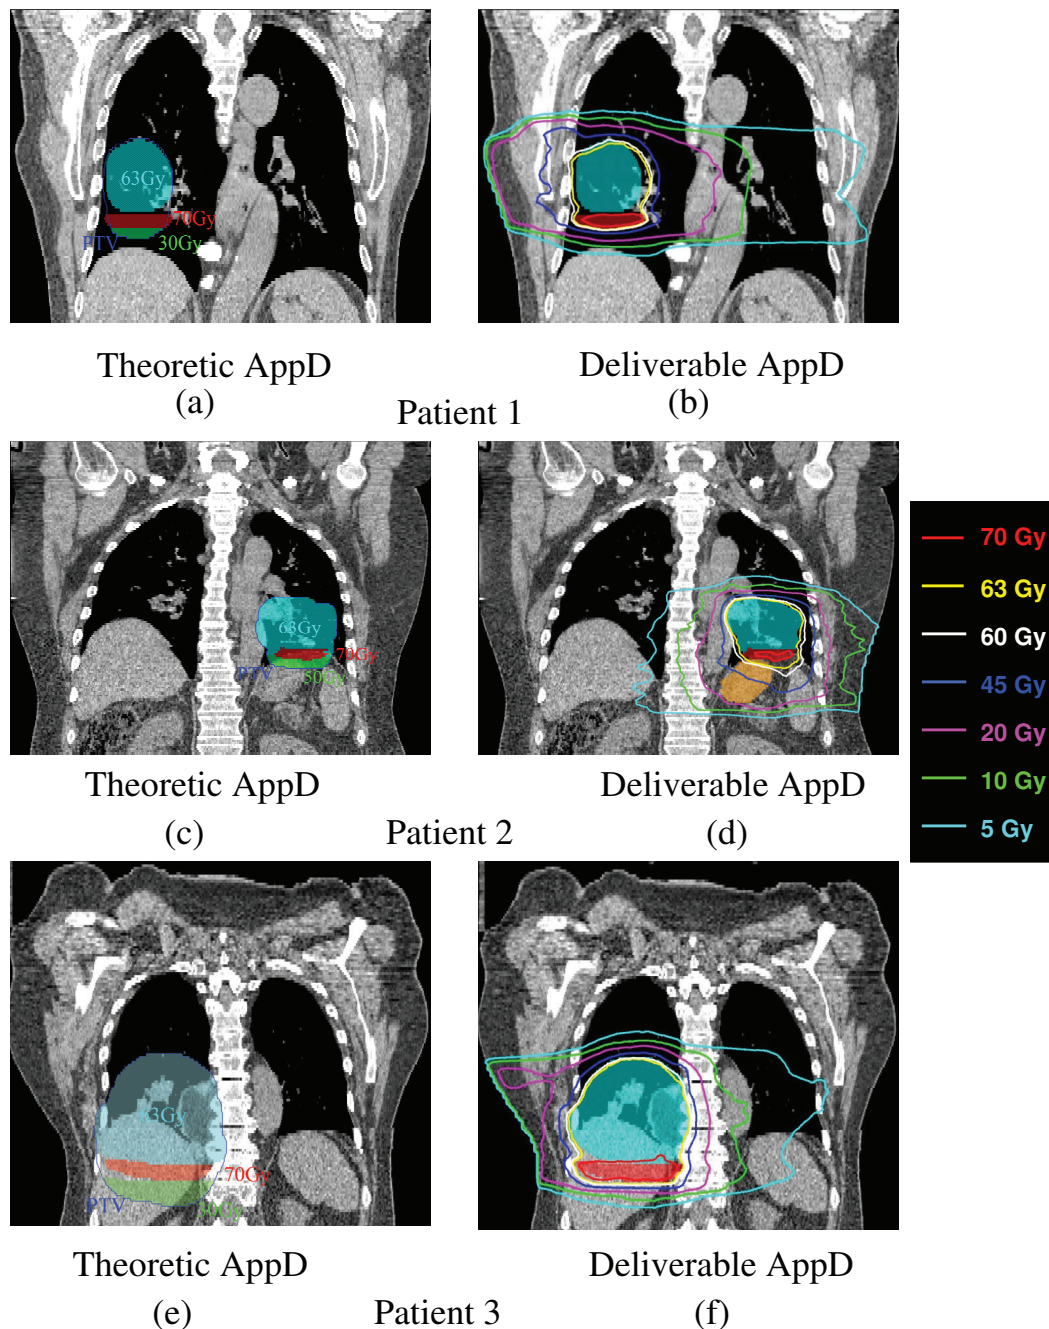 63Gy
70Gy
PTV 30Gy
Theoretic AppD
Deliverable AppD
(a)
(b)
Patient 1
63Gy
70Gy
PTV
50Gy
Theoretic AppD
Deliverable AppD
(c)
Patient 2
(d)
70 Gy
63 Gy
60 Gy
45 Gy
20 Gy
10 Gy
5 Gy
63Gy
70Gy
PTV
30Gy
Theoretic AppD
Deliverable AppD
(e)
Patient 3
(f)